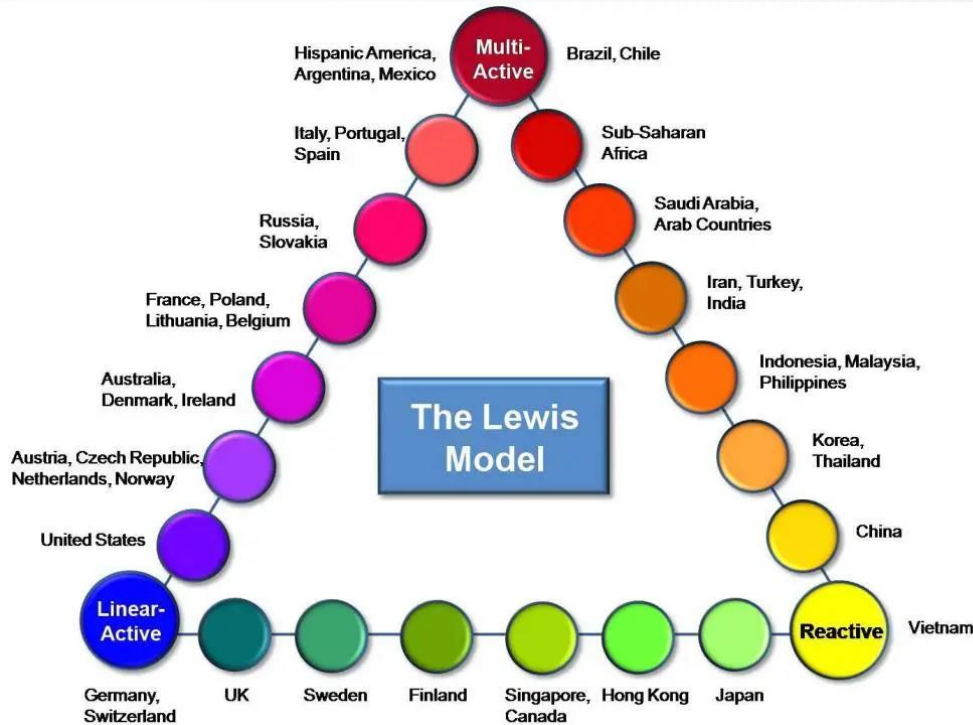 Hispanic America,
Argentina, Mexico
Multi-
Active
Brazil, Chile
Italy, Portugal,
Spain
Sub-Saharan
Africa
Russia,
Slovakia
Saudi Arabia,
Arab Countries
France, Poland,
Lithuania, Belgium
Iran, Turkey,
India
Australia,
Denmark, Ireland
Indonesia, Malaysia,
Philippines
The Lewis
Model
Austria, Czech Republic,
Netherlands, Norway
Korea,
Thailand
United States
China
Linear-
Active
Reactive
Vietnam
Germany,
Switzerland
UK
Sweden
Finland
Singapore,
Canada
Hong Kong
Japan